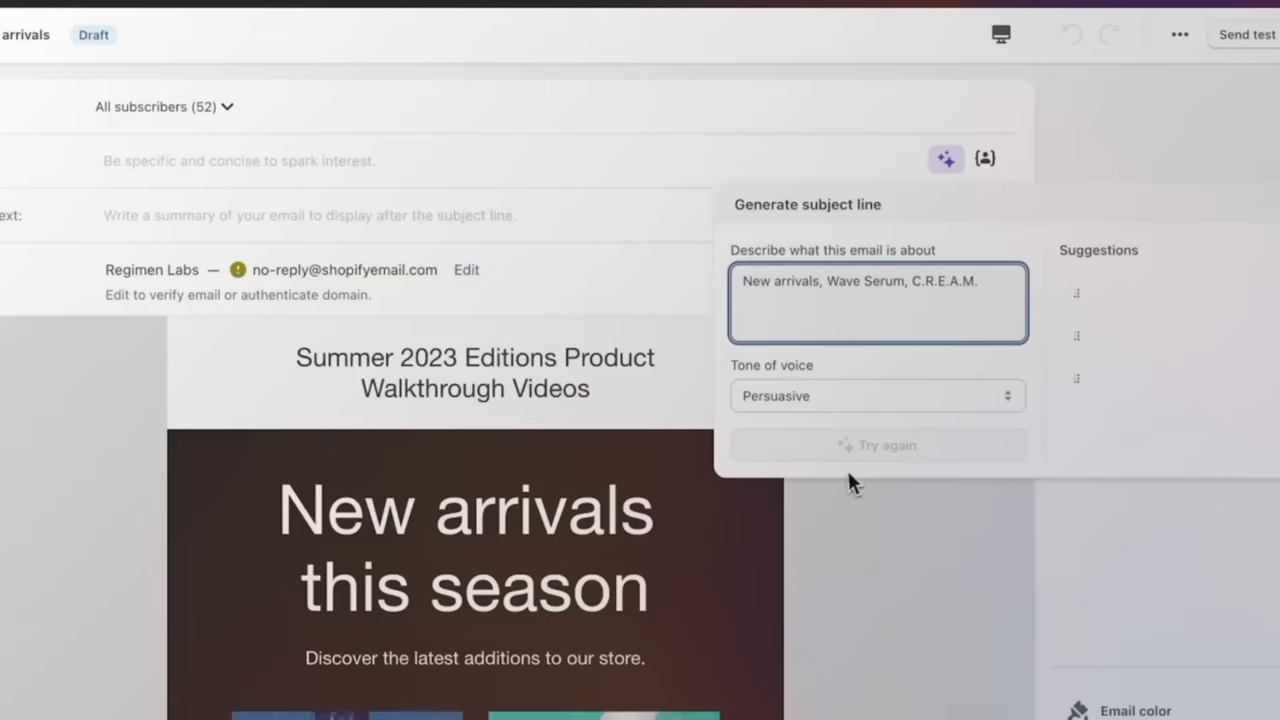 arrivals
Draft
Send test
All subscribers (52)
Be specific and concise to spark interest.
ext:
Write a summary of your email to display after the subject line.
Regimen Labs — no-reply@shopifyemail.com Edit
Edit to verify email or authenticate domain.
Generate subject line
Describe what this email is about
New arrivals, Wave Serum, C.R.E.A.M.
Tone of voice
Persuasive
Try again
Suggestions
Summer 2023 Editions Product
Walkthrough Videos
New arrivals
this season
Discover the latest additions to our store.
Email color